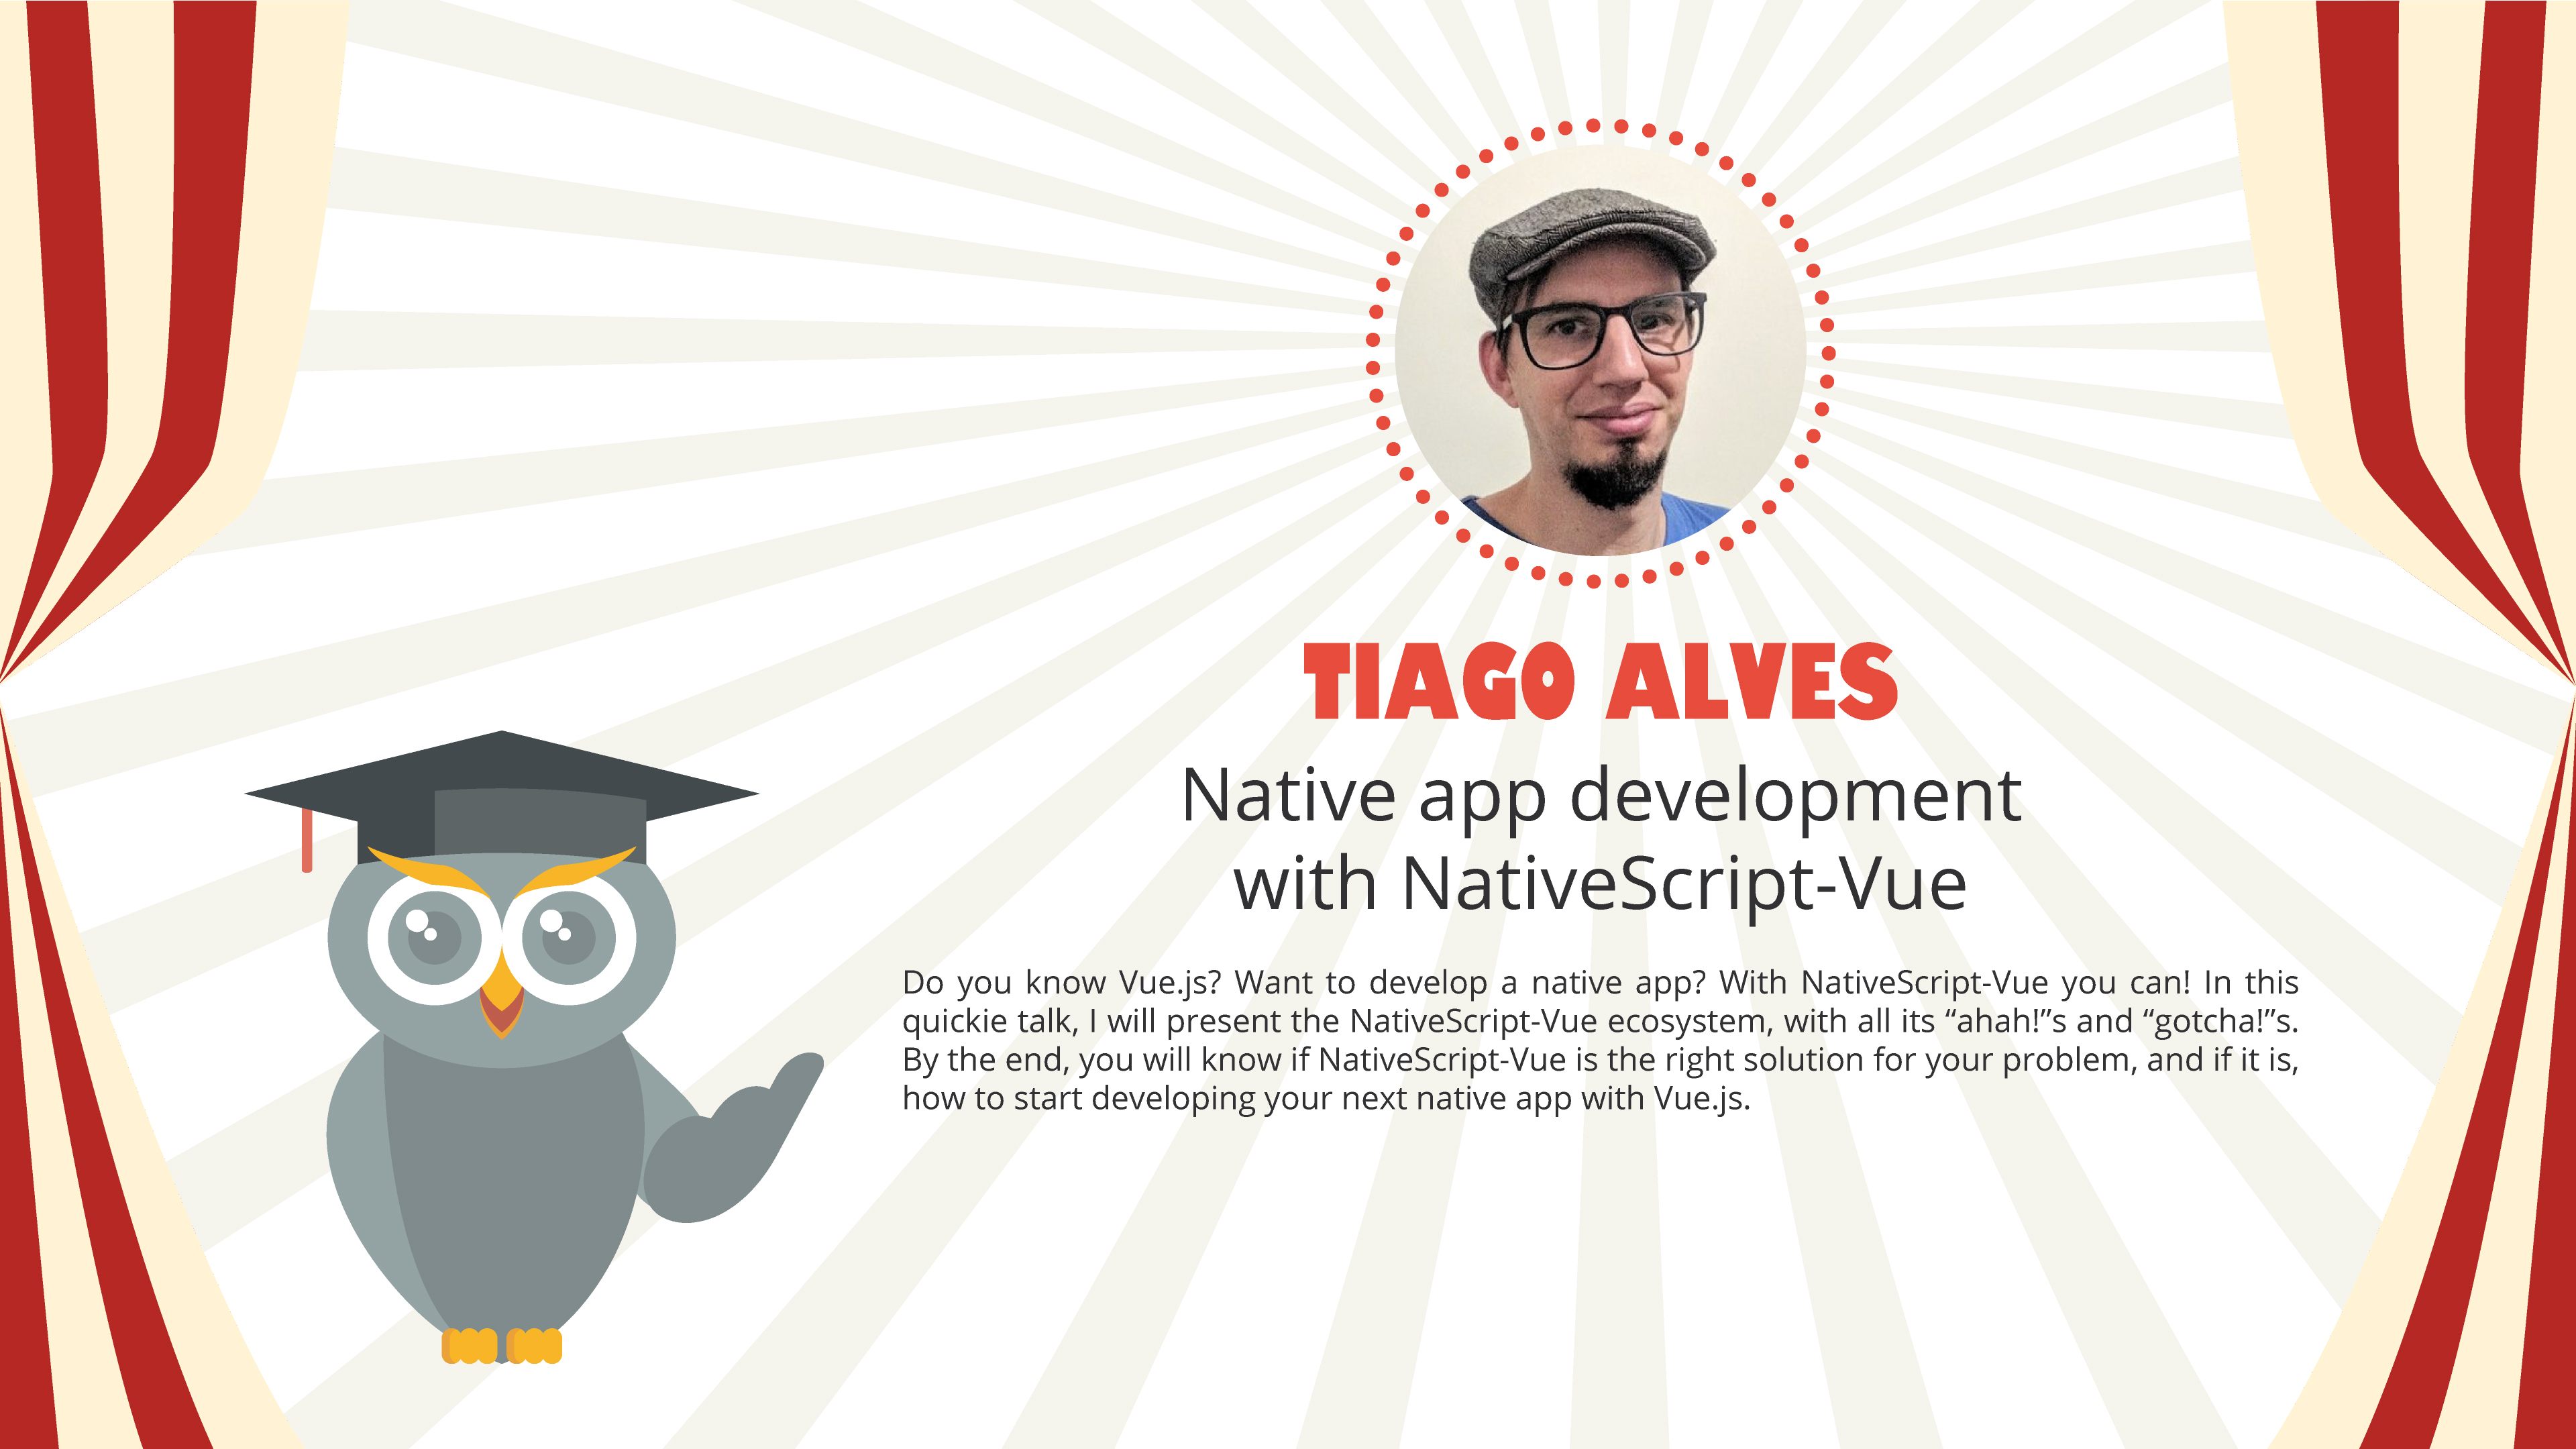 TIAGO ALVES
Native app development
with NativeScript-Vue
Do you know Vue.js? Want to develop a native app? With NativeScript-Vue you can! In this
quickie talk, I will present the NativeScript-Vue ecosystem, with all its “ahah!”s and “gotcha!”s.
By the end, you will know if NativeScript-Vue is the right solution for your problem, and if it is,
how to start developing your next native app with Vue.js.